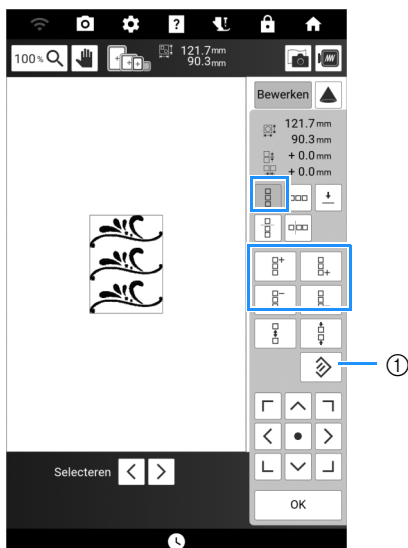 100%
121.7mm
90.3mm
Bewerken
121.7mm
90.3mm
+ 0.0mm
+ 0.0mm
①
Selecteren
OK